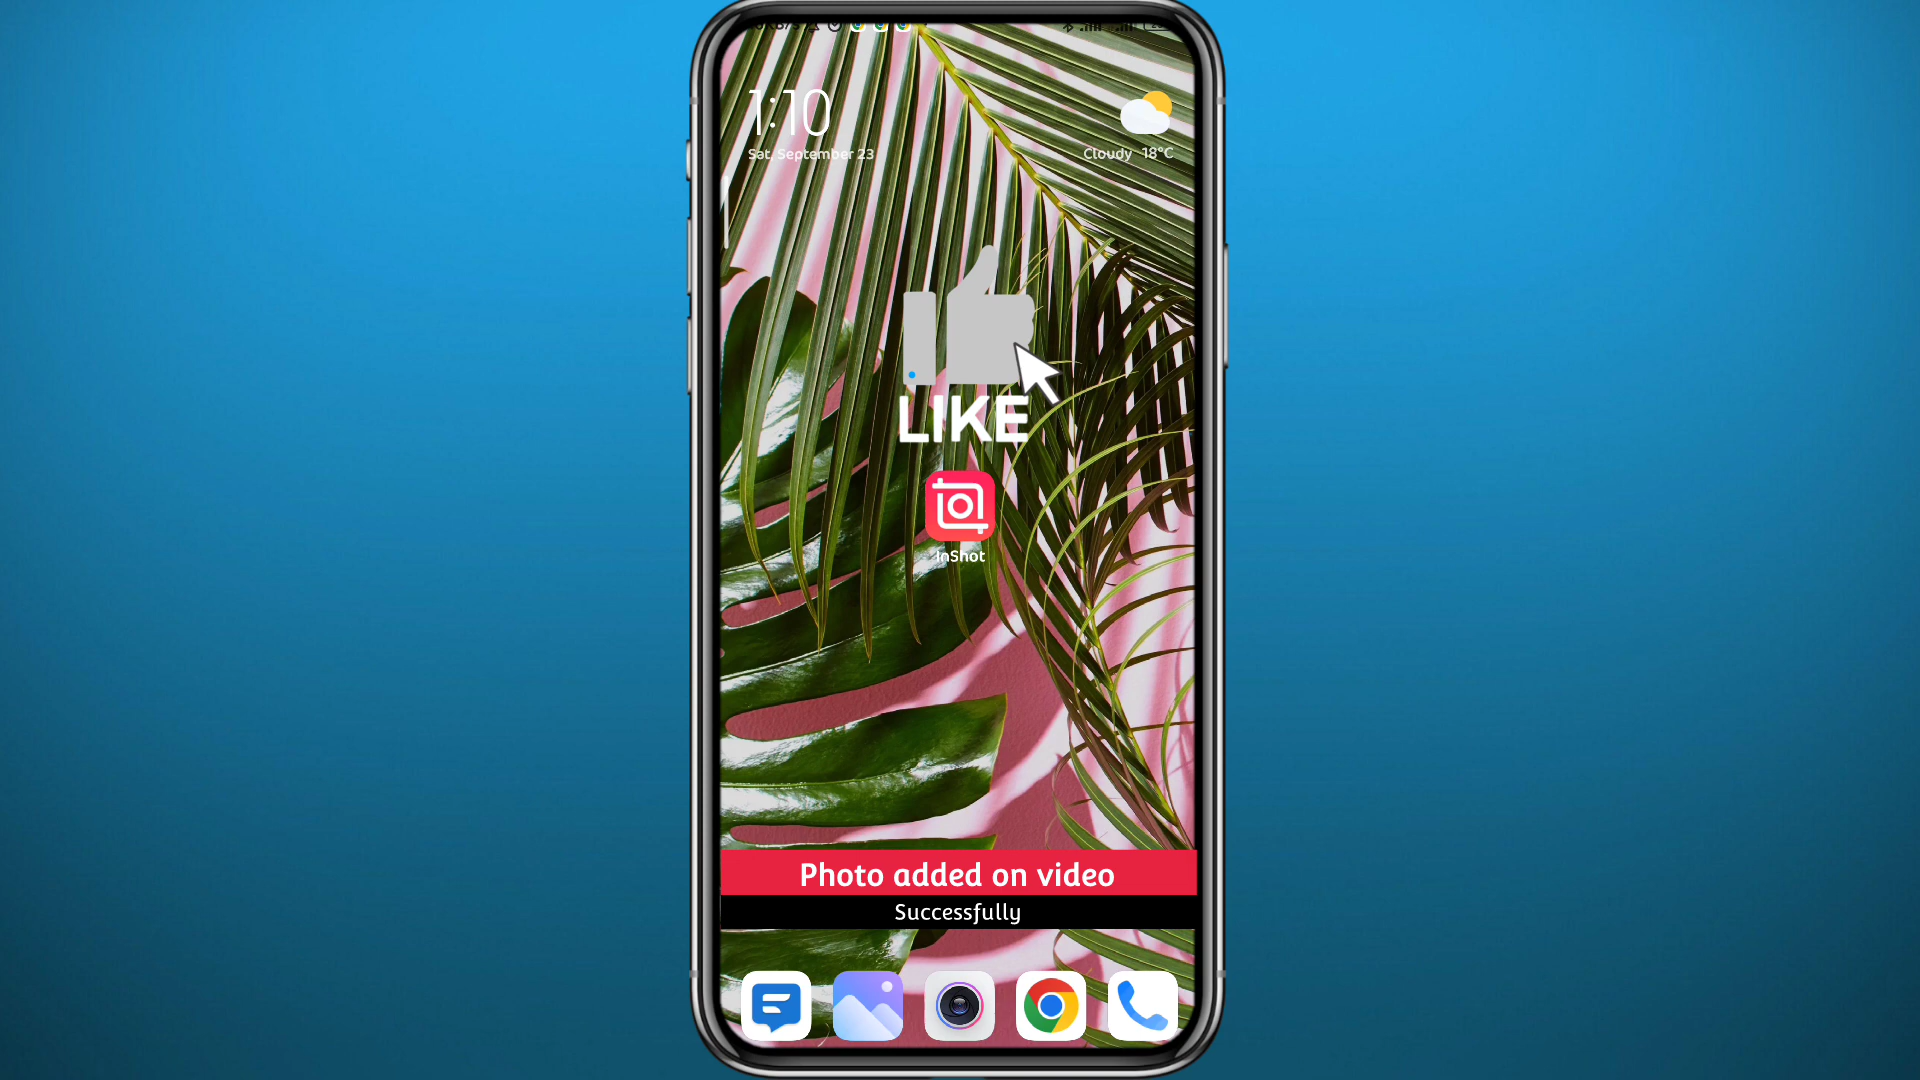 1:10
Sat, September 23
Cloudy 18°C
LIKE
InShot
Photo added on video
Successfully